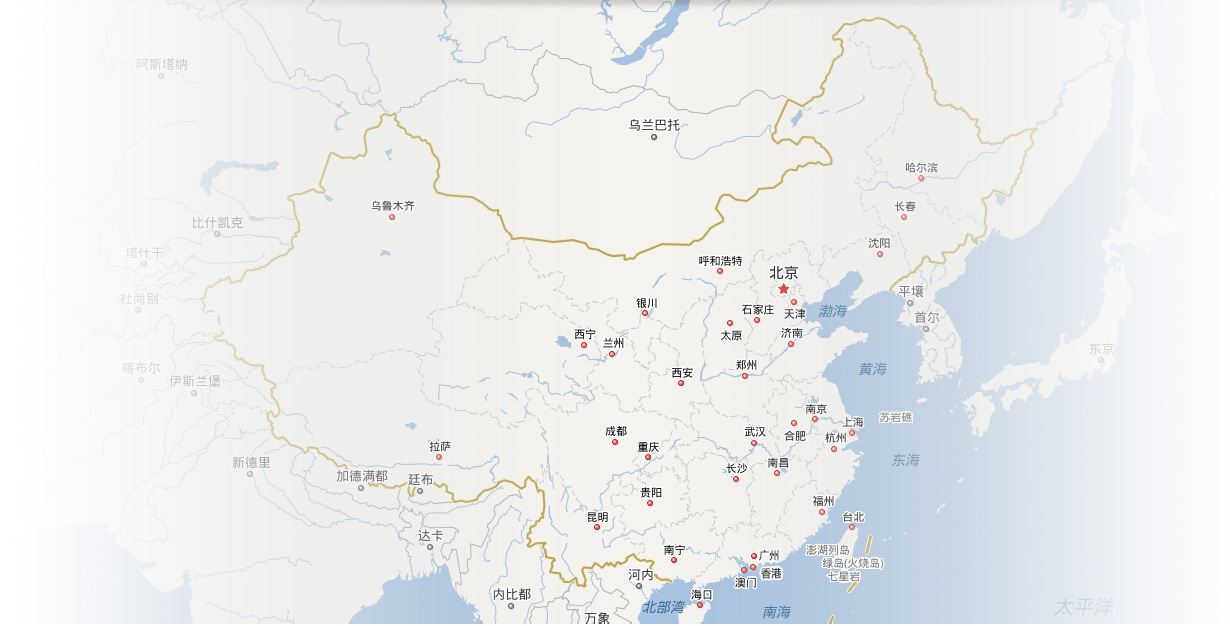 阿斯塔纳
乌兰巴托
哈尔滨
乌鲁木齐
长春
比什凯克
沈阳
塔什干
呼和浩特
北京
平壤
杜尚别
银川
石家庄
天津
渤海
首尔
西宁
兰州
太原
济南
东京
喀布尔
伊斯兰堡
西安
郑州
黄海
南京
苏岩礁
上海
成都
重庆
武汉
合肥
杭州
拉萨
新德里
加德满都
廷布
长沙
南昌
东海
贵阳
福州
昆明
台北
达卡
南宁
广州
澎湖列岛
绿岛(火烧岛)
七星岩
河内
香港
澳门
内比都
海口
北部湾
南海
太平洋
万象